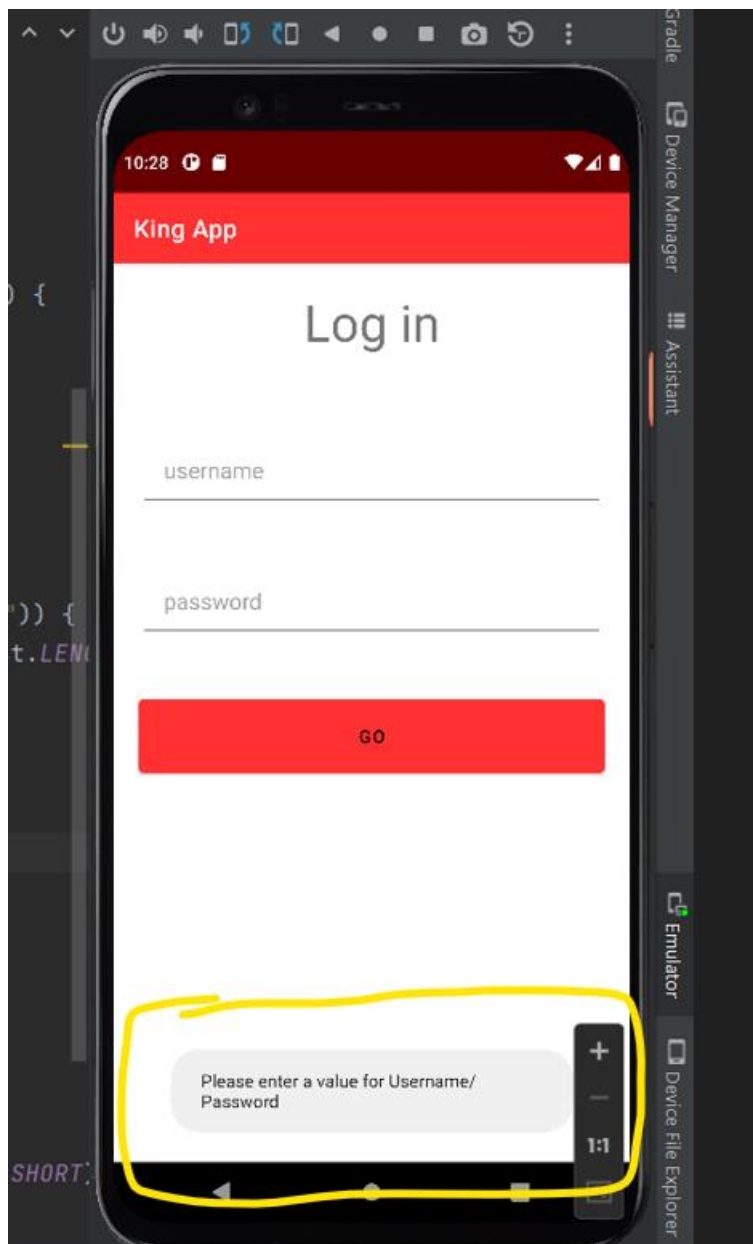 Gradle
10:28
Device Manager
King App
) {
Log in
Assistant
username
password
")) {
t.LEN
GO
Emulator
Please enter a value for Username/
Password
1:1
Device File Explorer
SHORT)